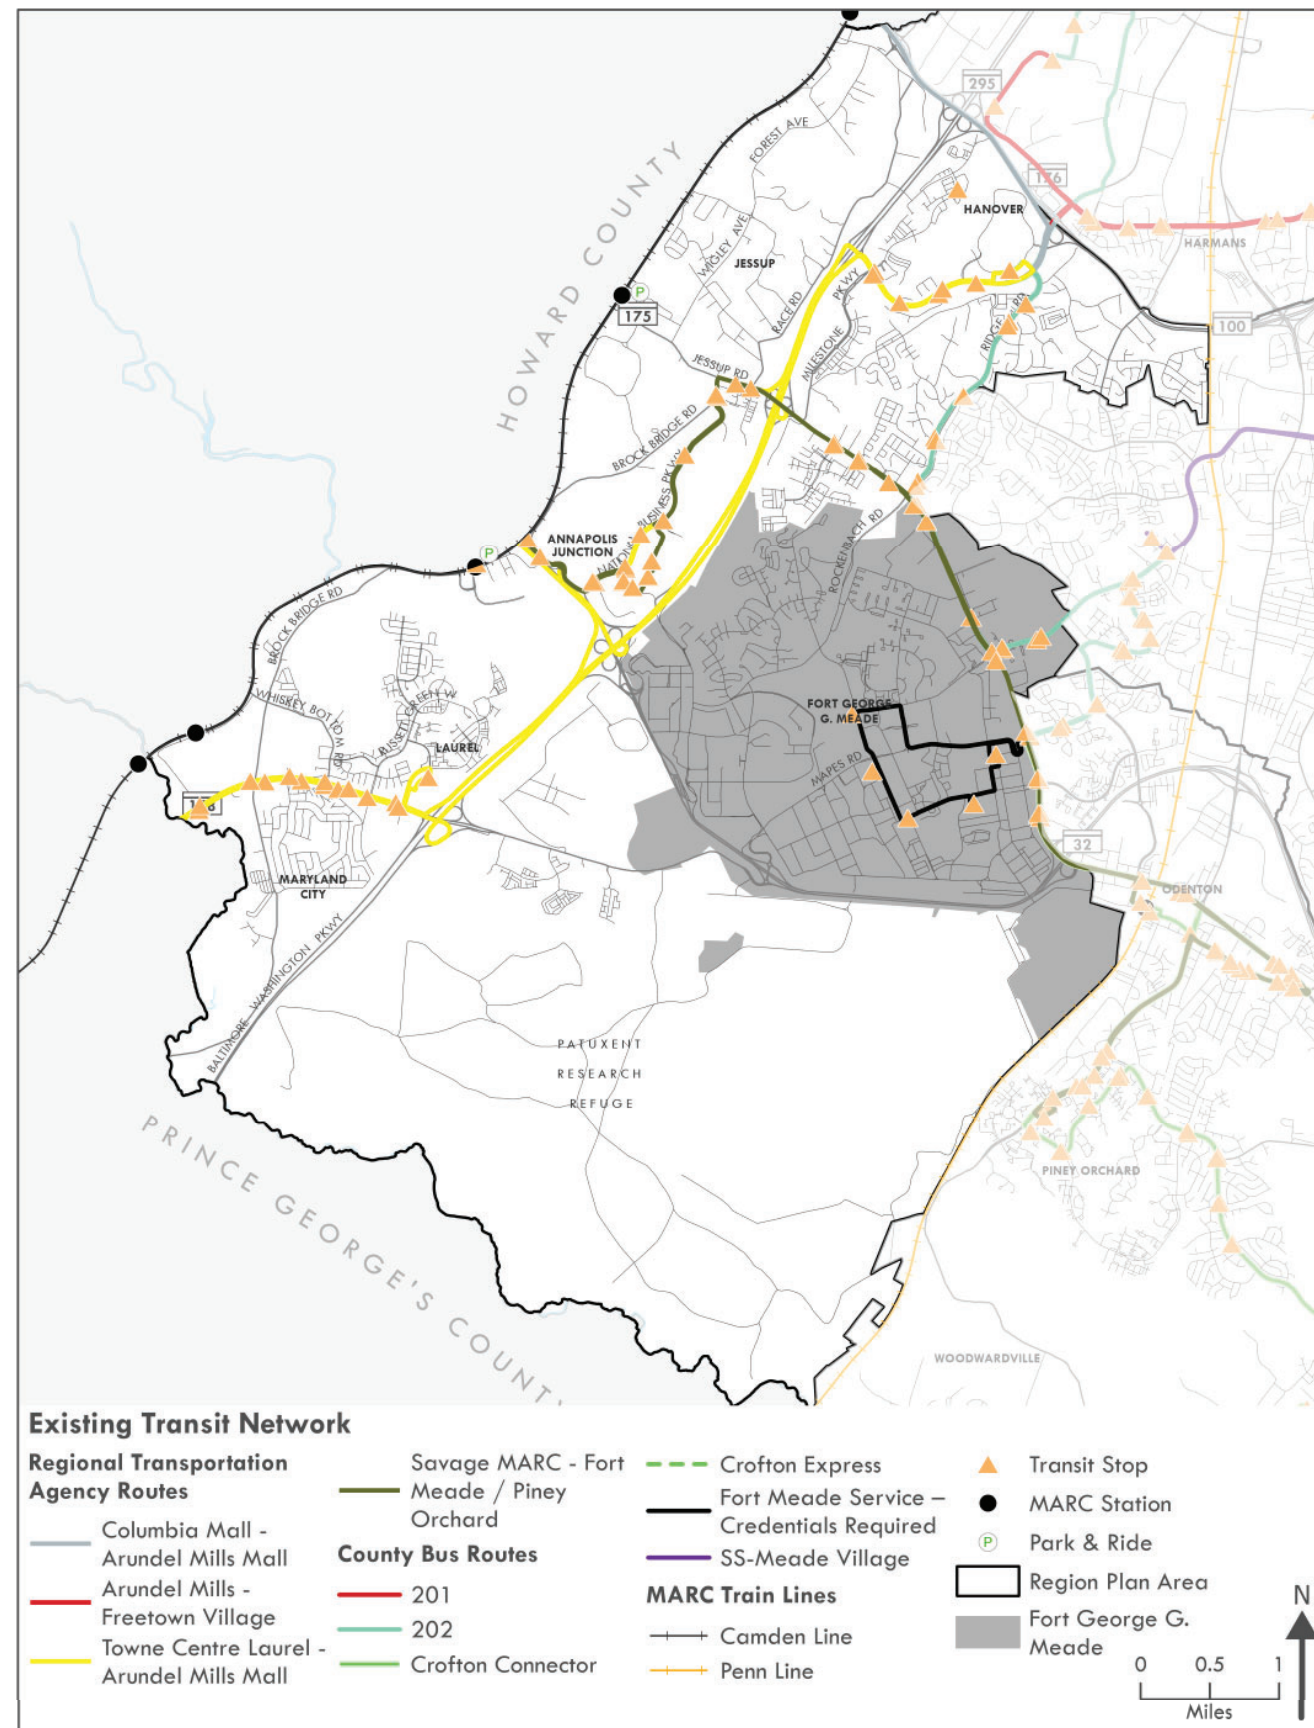 295
FOREST AVE
176
HANOVER
HARMANS
HOWARD COUNTY
WIGLEY AVE
JESSUP
175
RACE RD
PKWY
MILESTONE
100
JESSUP RD
BROCK BRIDGE RD
NATIONAL BUSINESS PKWY
ROCKENBACH RD
ANNAPOLIS
JUNCTION
BROCK BRIDGE RD
WHISKEY BOTTOM RD
RUSSETT GREEN W
LAUREL
FORT GEORGE
G. MEADE
MAPES RD
32
ODENTON
MARYLAND
CITY
BALTIMORE WASHINGTON PKWY
PATUXENT
RESEARCH
REFUGE
PINEY ORCHARD
PRINCE GEORGE'S COUNTY
WOODWARDVILLE
Existing Transit Network
Regional Transportation
Agency Routes
Columbia Mall -
Arundel Mills Mall
Arundel Mills -
Freetown Village
Towne Centre Laurel -
Arundel Mills Mall
Savage MARC - Fort
Meade / Piney
Orchard
County Bus Routes
201
202
Crofton Connector
Crofton Express
Fort Meade Service –
Credentials Required
SS-Meade Village
MARC Train Lines
Camden Line
Penn Line
Transit Stop
MARC Station
P
Park & Ride
Region Plan Area
Fort George G.
Meade
N
0 0.5 1
Miles